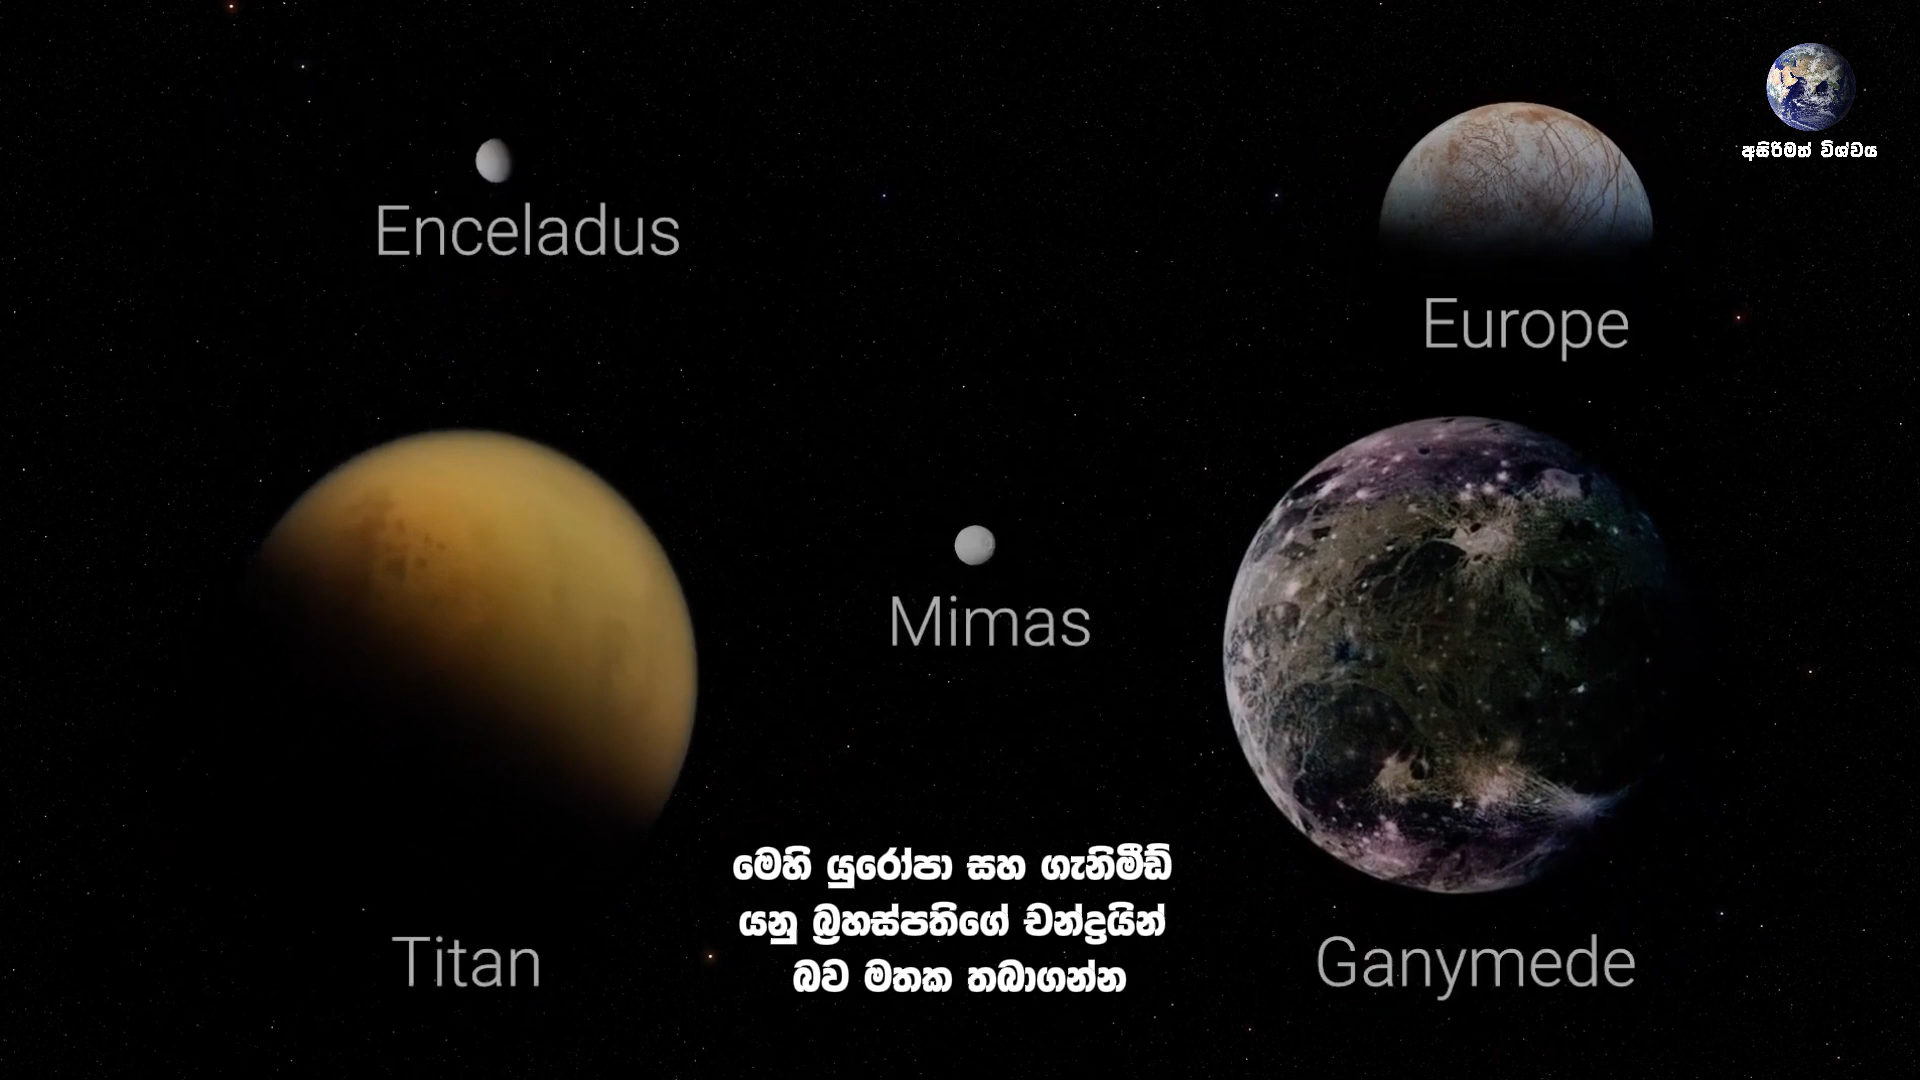 අසිරිමත් විශ්වය
Enceladus
Europe
Mimas
Titan
Ganymede
මෙහි යුරෝපා සහ ගැනිමීඩ්
යනු බ්‍රහස්පතිගේ චන්ද්‍රයින්
බව මතක තබාගන්න